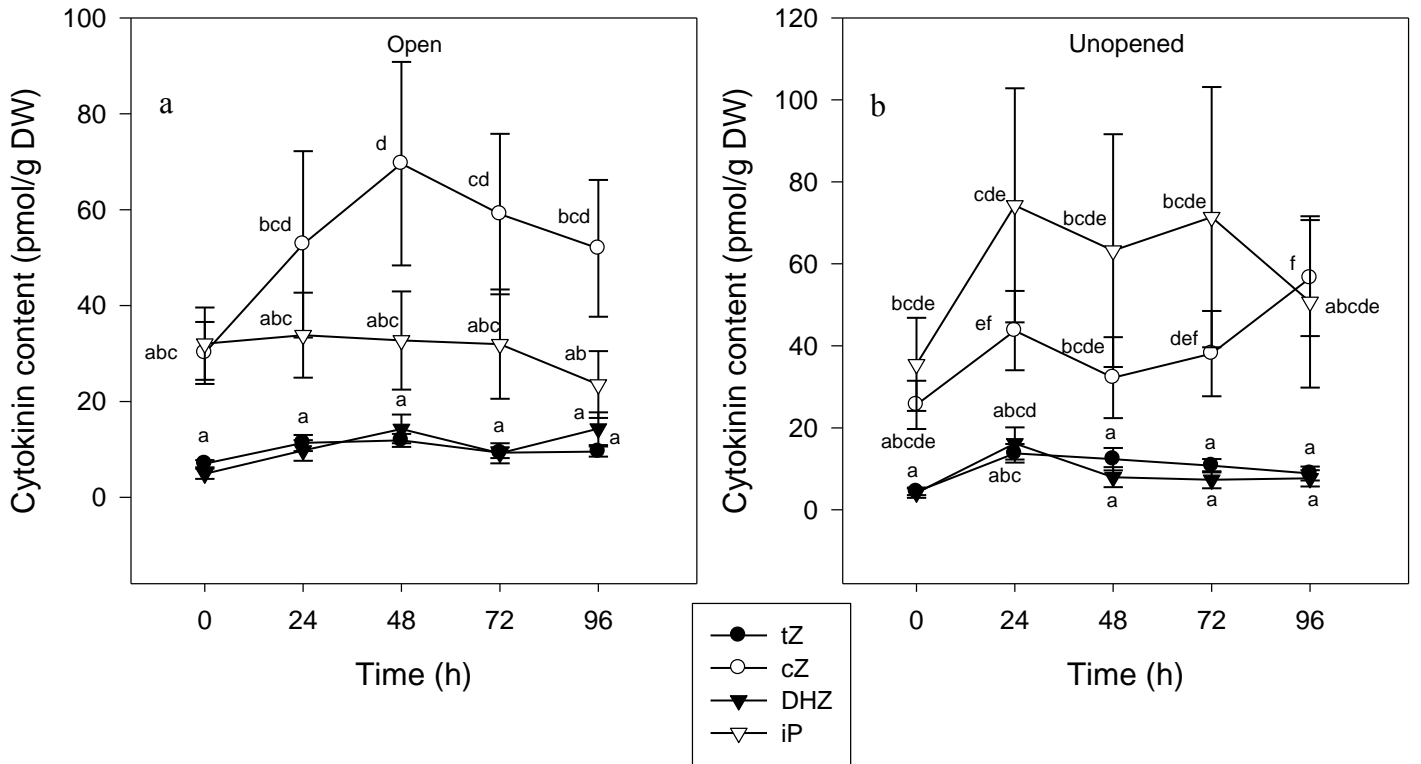 Open
a
Cytokinin content (pmol/g DW)
100
80
60
40
20
0
abc
bcd
d
cd
bcd
abc
abc
abc
ab
a
a
a
a
a
a
0 24 48 72 96
Time (h)
Unopened
b
Cytokinin content (pmol/g DW)
120
100
80
60
40
20
0
bcde
cde
bcde
bcde
f
abcde
ef
bcde
def
abcde
abcd
a
a
a
a
abc
a
a
a
0 24 48 72 96
Time (h)
tZ
cZ
DHZ
iP